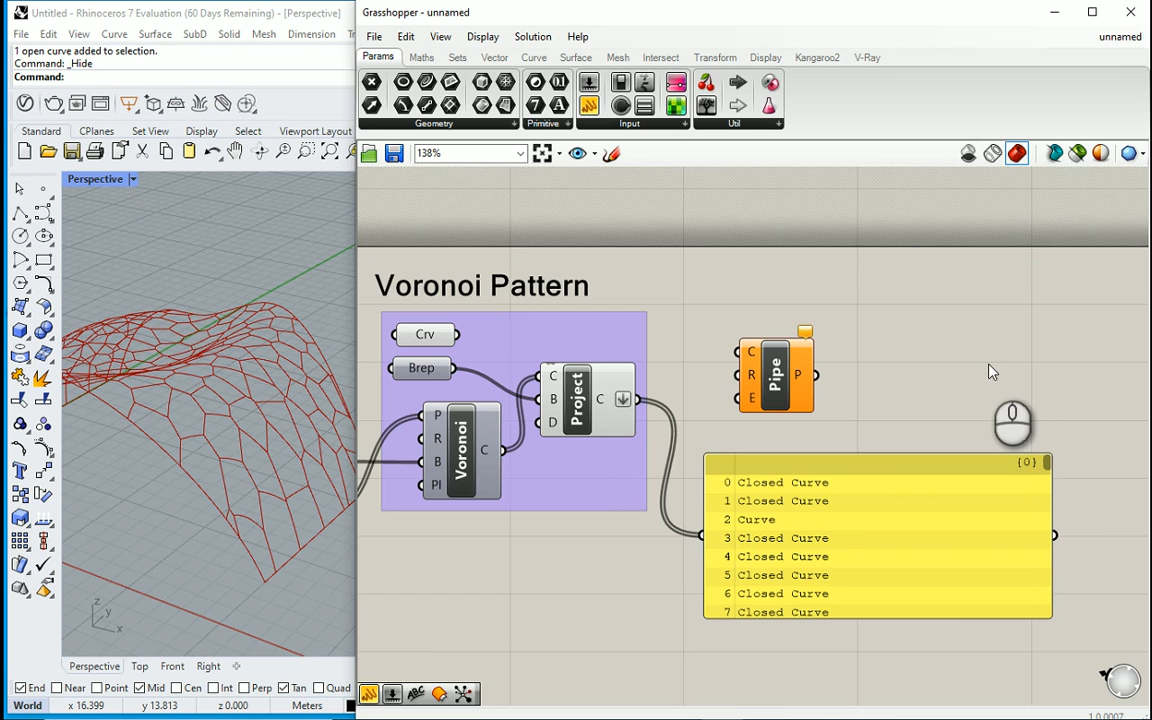 Untitled - Rhinoceros 7 Evaluation (60 Days Remaining) - [Perspective]
File Edit View Curve Surface SubD Solid Mesh Dimension
1 open curve added to selection.
Command: _Hide
Command:
Standard CPlanes Set View Display Select Viewport Layout
Perspective
z
y
x
Perspective Top Front Right
End Near Point Mid Cen Int Perp Tan Quad
World x 16.399 y 13.813 z 0.000 Meters
Grasshopper - unnamed
File Edit View Display Solution Help unnamed
Params Maths Sets Vector Curve Surface Mesh Intersect Transform Display Kangaroo2 V-Ray
Geometry Primitive Input Util
138%
Voronoi Pattern
Crv
Brep
P
R
B
Pl
Voronoi
C
C
B
D
Project
C
C
R
E
Pipe
P
{0}
0 Closed Curve
1 Closed Curve
2 Curve
3 Closed Curve
4 Closed Curve
5 Closed Curve
6 Closed Curve
7 Closed Curve
1.0.0007